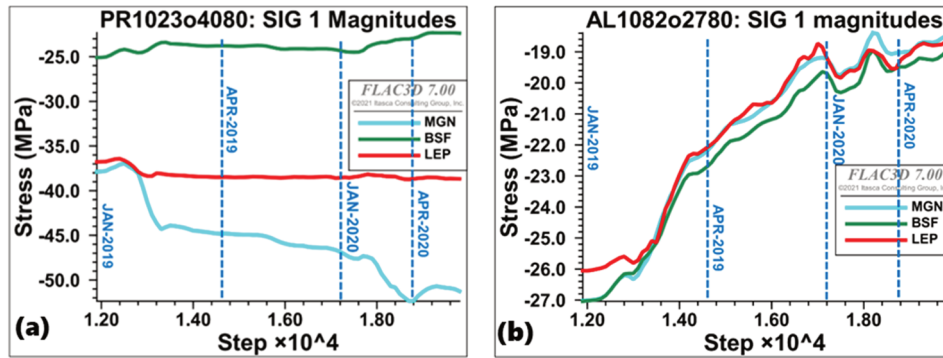 PR1023o4080: SIG 1 Magnitudes
-25.0
-30.0
-35.0
-40.0
-45.0
-50.0
Stress (MPa)
JAN-2019
APR-2019
JAN-2020
APR-2020
FLAC3D 7.00
©2021 Itasca Consulting Group, Inc.
MGN
BSF
LEP
1.20
1.40
1.60
1.80
Step ×10^4
(a)
AL1082o2780: SIG 1 magnitudes
-19.0
-20.0
-21.0
-22.0
-23.0
-24.0
-25.0
-26.0
-27.0
Stress (MPa)
JAN-2019
APR-2019
JAN-2020
APR-2020
FLAC3D 7.00
©2021 Itasca Consulting Group, I
MGN
BSF
LEP
1.20
1.40
1.60
1.80
Step ×10^4
(b)